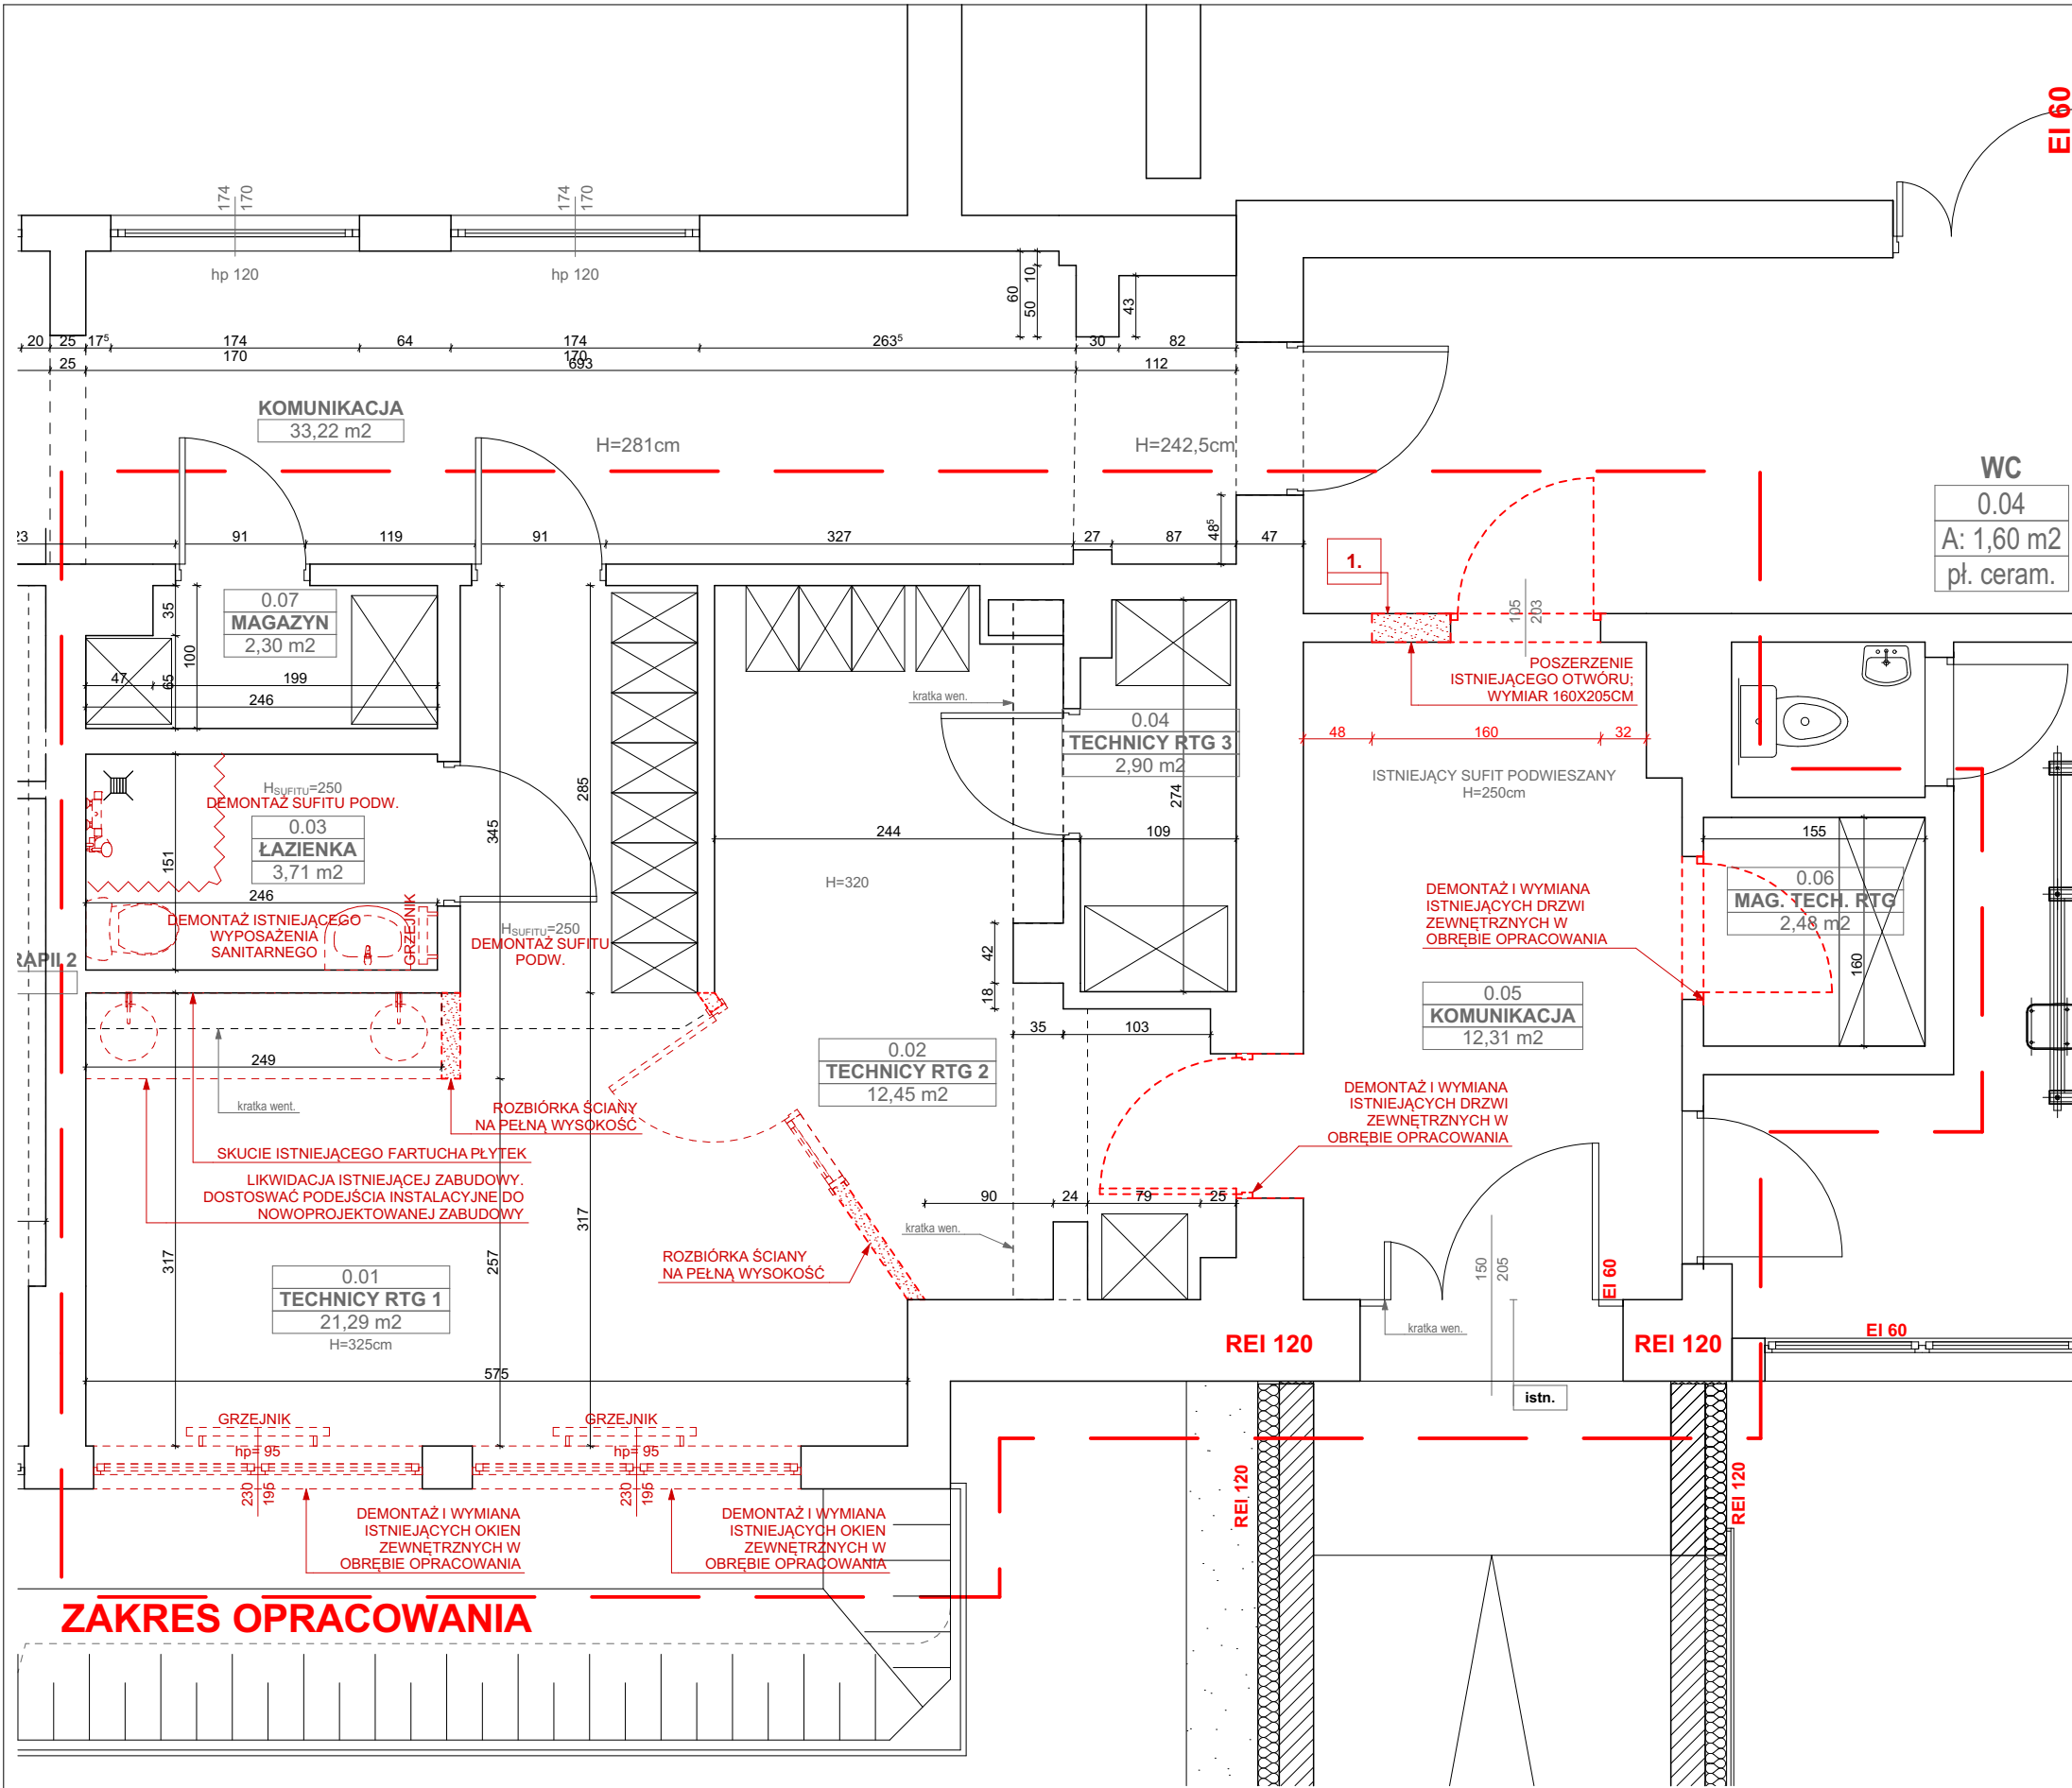 EI 60
174
170
174
170
hp 120
hp 120
60
10
50
43
20
25
17⁵
174
64
174
263⁵
30
82
170
170
25
693
112
KOMUNIKACJA
33,22 m2
H=281cm
H=242,5cm
WC
0.04
A: 1,60 m2
pł. ceram.
23
91
119
91
327
27
87
48⁵
47
1.
105
203
0.07
MAGAZYN
2,30 m2
35
100
65
47
199
246
POSZERZENIE
ISTNIEJĄCEGO OTWÓRU;
WYMIAR 160X205CM
kratka wen.
0.04
TECHNICY RTG 3
2,90 m2
48
160
32
ISTNIEJĄCY SUFIT PODWIESZANY
H=250cm
HSUFITU=250
DEMONTAŻ SUFITU PODW.
0.03
ŁAZIENKA
3,71 m2
151
246
345
285
244
274
109
155
H=320
0.06
MAG. TECH. RTG
2,48 m2
160
DEMONTAŻ I WYMIANA
ISTNIEJĄCYCH DRZWI
ZEWNĘTRZNYCH W
OBRĘBIE OPRACOWANIA
DEMONTAŻ ISTNIEJĄCEGO
WYPOSAŻENIA
SANITARNEGO
GRZEJNIK
HSUFITU=250
DEMONTAŻ SUFITU
PODW.
RAPII 2
42
18
35
103
0.05
KOMUNIKACJA
12,31 m2
249
kratka went.
0.02
TECHNICY RTG 2
12,45 m2
ROZBIÓRKA ŚCIANY
NA PEŁNĄ WYSOKOŚĆ
DEMONTAŻ I WYMIANA
ISTNIEJĄCYCH DRZWI
ZEWNĘTRZNYCH W
OBRĘBIE OPRACOWANIA
SKUCIE ISTNIEJĄCEGO FARTUCHA PŁYTEK
LIKWIDACJA ISTNIEJĄCEJ ZABUDOWY.
DOSTOSWAĆ PODEJŚCIA INSTALACYJNE DO
NOWOPROJEKTOWANEJ ZABUDOWY
90
24
79
25
kratka wen.
317
257
317
ROZBIÓRKA ŚCIANY
NA PEŁNĄ WYSOKOŚĆ
0.01
TECHNICY RTG 1
21,29 m2
H=325cm
150
205
EI 60
kratka wen.
REI 120
REI 120
EI 60
575
istn.
GRZEJNIK
GRZEJNIK
hp= 95
hp= 95
230
195
230
195
REI 120
REI 120
DEMONTAŻ I WYMIANA
ISTNIEJĄCYCH OKIEN
ZEWNĘTRZNYCH W
OBRĘBIE OPRACOWANIA
DEMONTAŻ I WYMIANA
ISTNIEJĄCYCH OKIEN
ZEWNĘTRZNYCH W
OBRĘBIE OPRACOWANIA
ZAKRES OPRACOWANIA